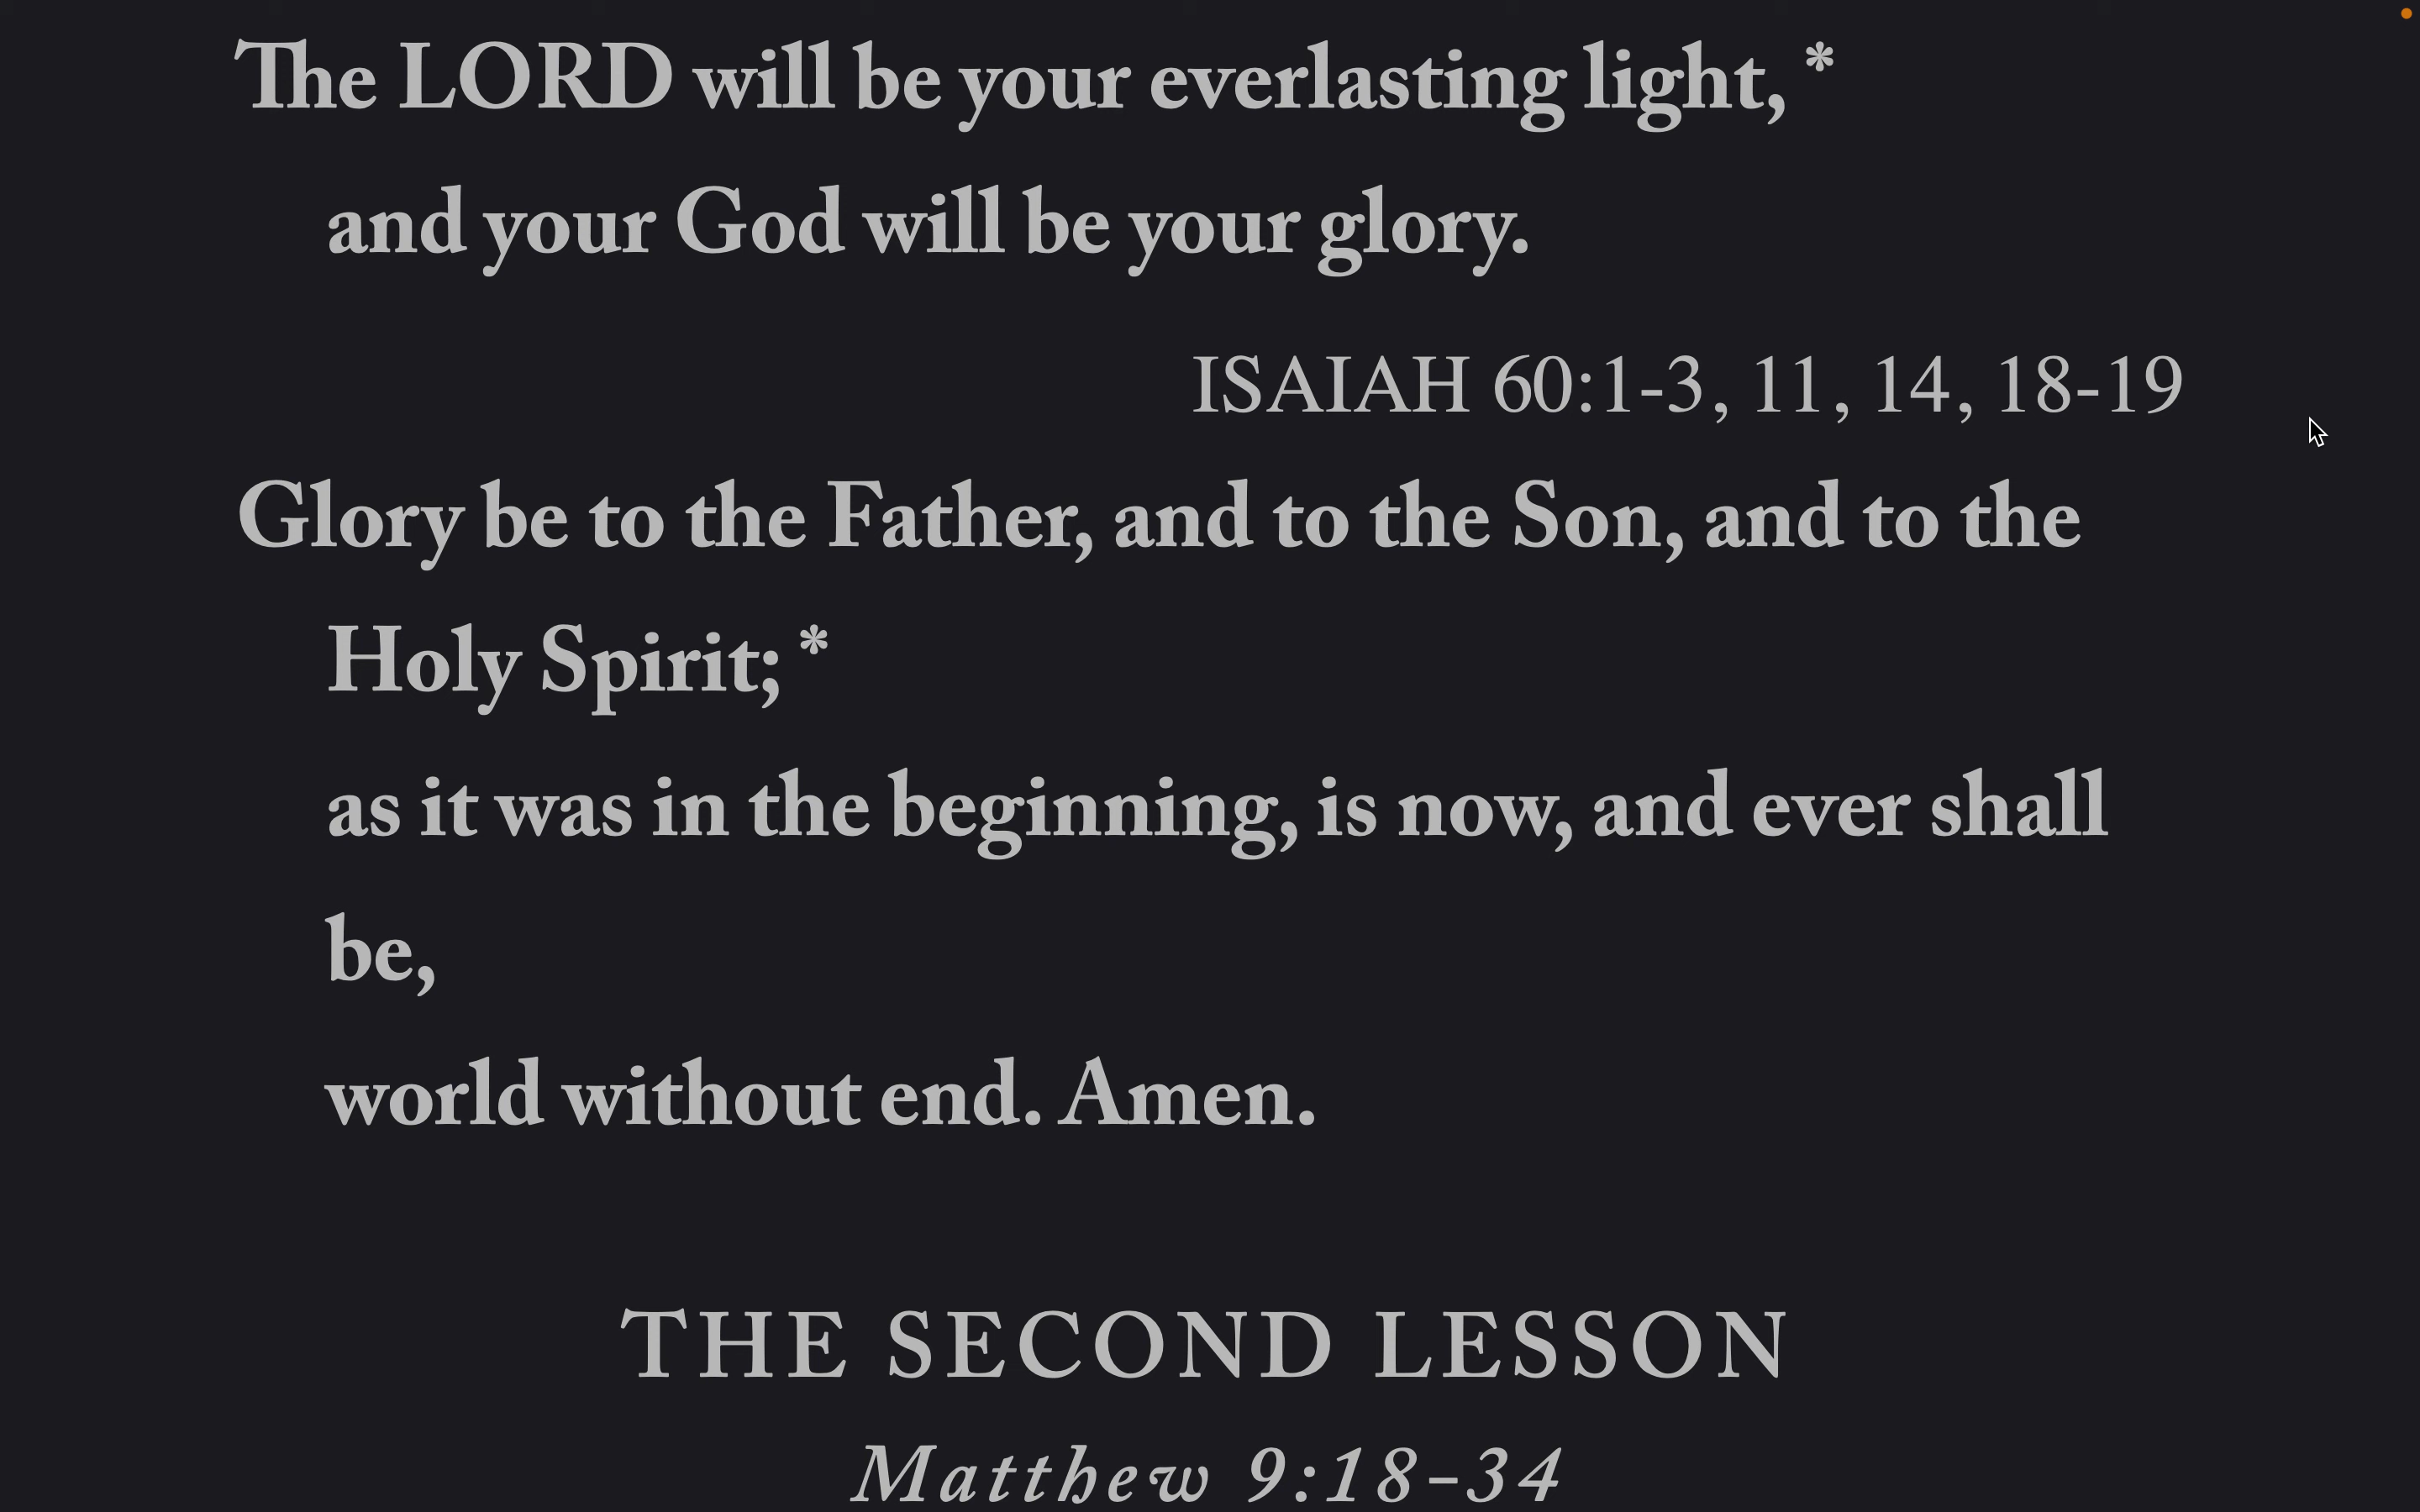 The LORD will be your everlasting light, *
and your God will be your glory.
ISAIAH 60:1-3, 11, 14, 18-19
Glory be to the Father, and to the Son, and to the
Holy Spirit; *
as it was in the beginning, is now, and ever shall
be,
world without end. Amen.
THE SECOND LESSON
Matthew 9:18–34